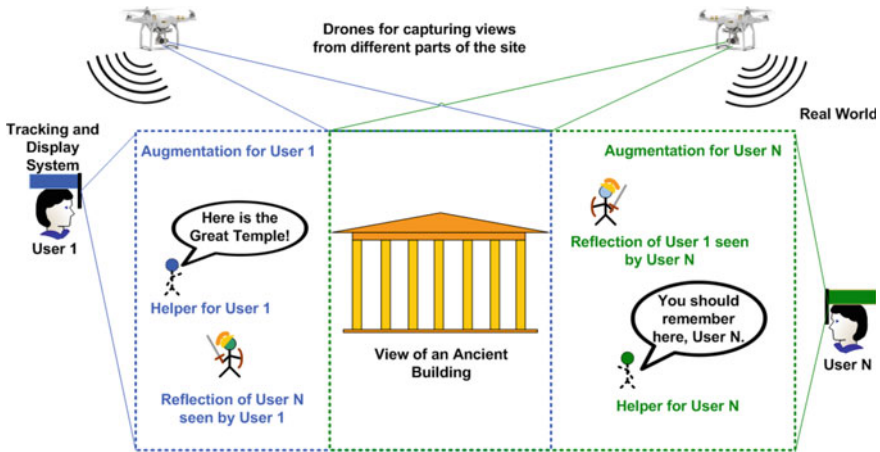 Drones for capturing views
from different parts of the site
Real World
Tracking and
Display
System
User 1
Augmentation for User 1
Here is the
Great Temple!
Helper for User 1
Reflection of User N
seen by User 1
View of an Ancient
Building
Augmentation for User N
Reflection of User 1 seen
by User N
You should
remember
here, User N.
Helper for User N
User N